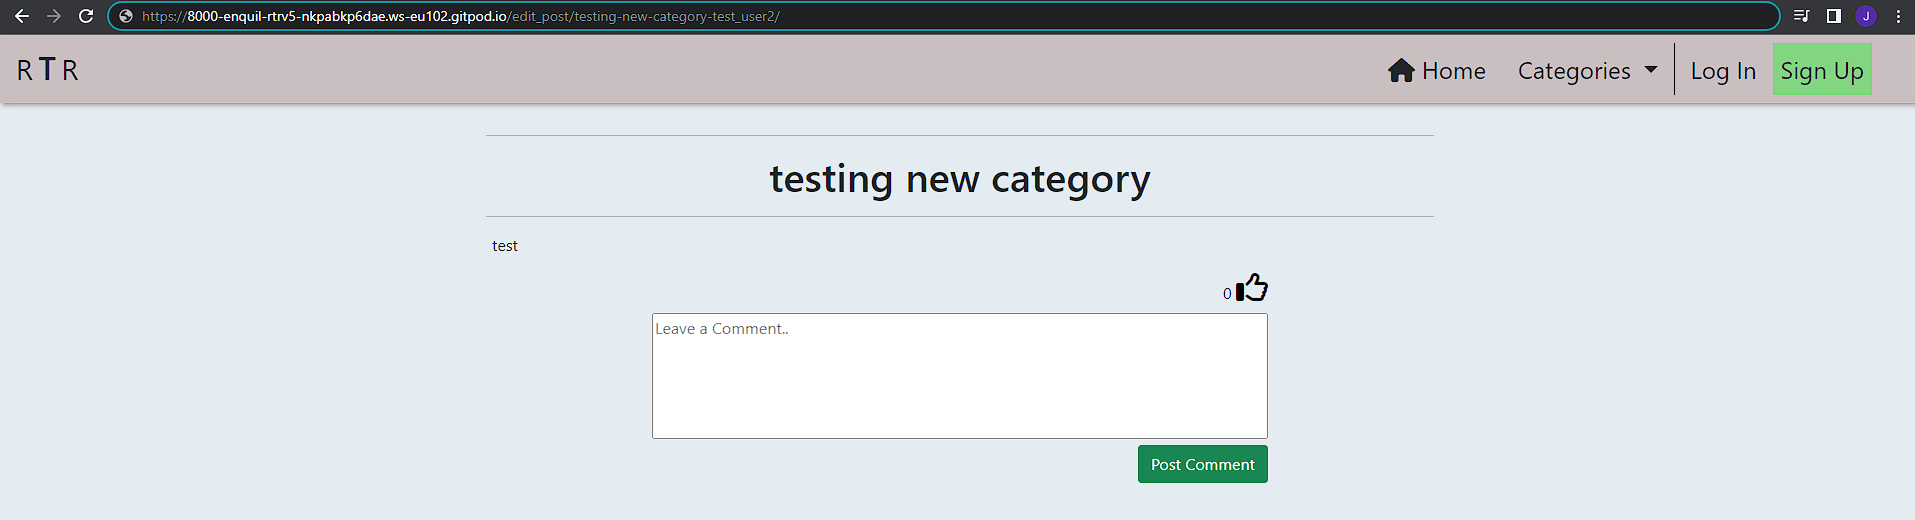 https://8000-enquil-rtrv5-nkpabkp6dae.ws-eu102.gitpod.io/edit_post/testing-new-category-test_user2/
J
R T R
Home
Categories
Log In
Sign Up
testing new category
test
0
Leave a Comment..
Post Comment